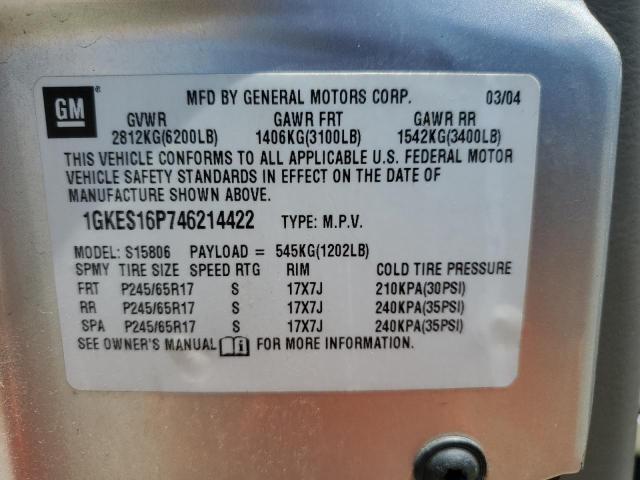 GM ®
MFD BY GENERAL MOTORS CORP. 03/04
GVWR GAWR FRT GAWR RR
2812KG(6200LB) 1406KG(3100LB) 1542KG(3400LB)
THIS VEHICLE CONFORMS TO ALL APPLICABLE U.S. FEDERAL MOTOR
VEHICLE SAFETY STANDARDS IN EFFECT ON THE DATE OF
MANUFACTURE SHOWN ABOVE.
1GKES16P746214422 TYPE: M.P.V.
MODEL: S15806 PAYLOAD = 545KG(1202LB)
SPMY TIRE SIZE SPEED RTG RIM COLD TIRE PRESSURE
FRT P245/65R17 S 17X7J 210KPA(30PSI)
RR P245/65R17 S 17X7J 240KPA(35PSI)
SPA P245/65R17 S 17X7J 240KPA(35PSI)
SEE OWNER'S MANUAL i FOR MORE INFORMATION.